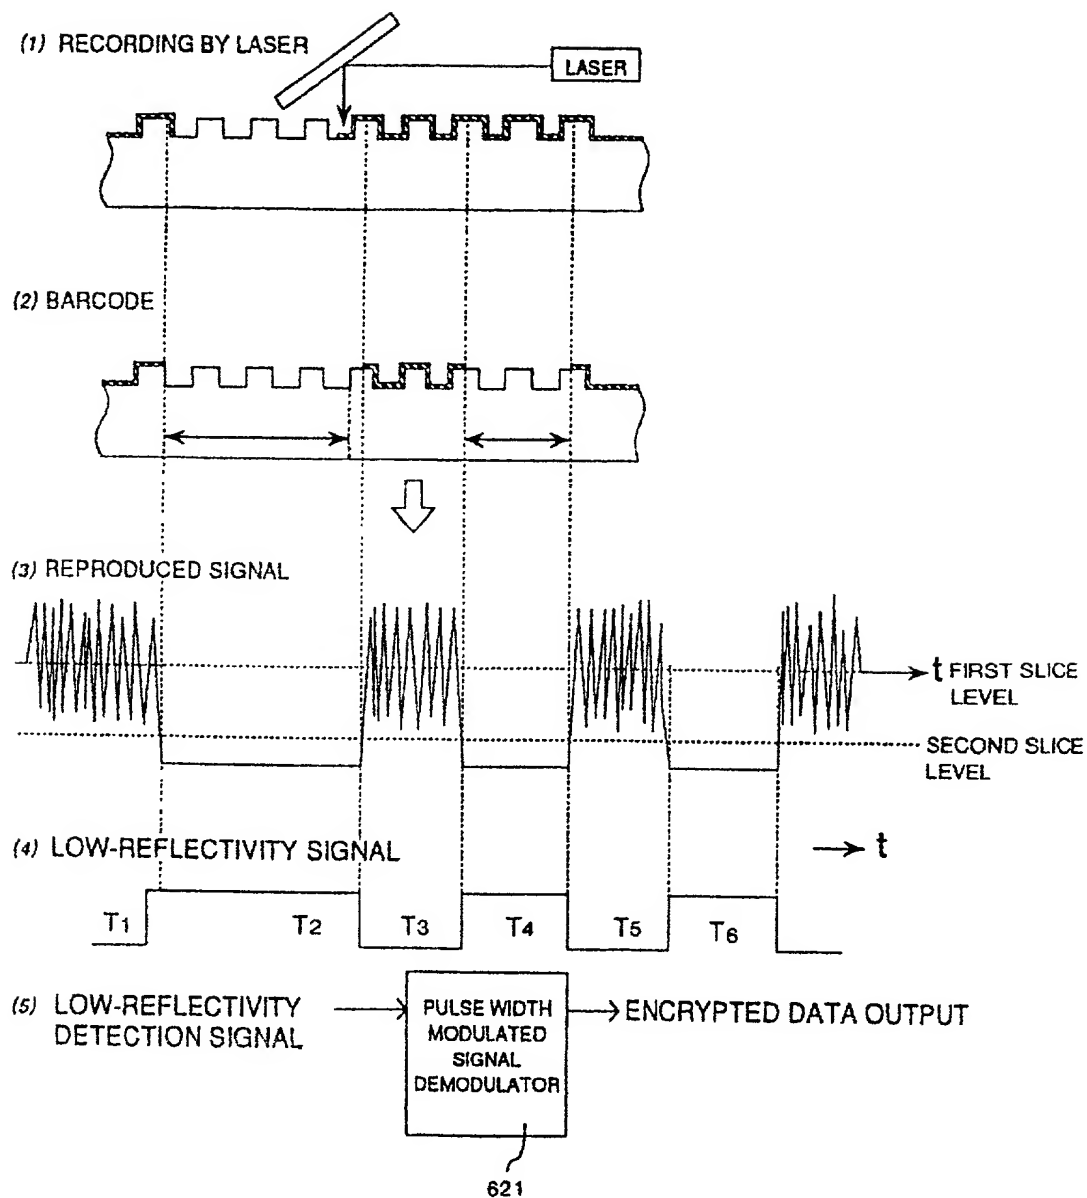 (1) RECORDING BY LASER
LASER
(2) BARCODE
(3) REPRODUCED SIGNAL
t FIRST SLICE
LEVEL
SECOND SLICE
LEVEL
(4) LOW-REFLECTIVITY SIGNAL
t
T1 T2 T3 T4 T5 T6
(5) LOW-REFLECTIVITY
DETECTION SIGNAL
PULSE WIDTH
MODULATED
SIGNAL
DEMODULATOR
ENCRYPTED DATA OUTPUT
621